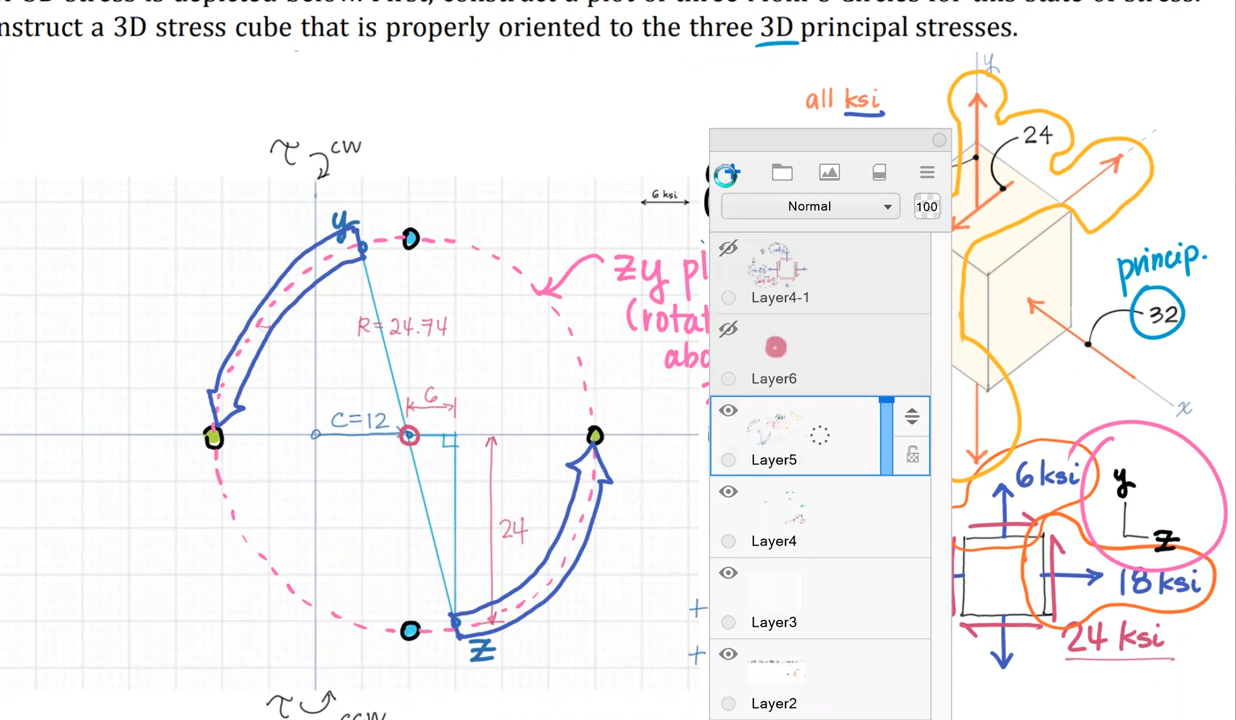 nstruct a 3D stress cube that is properly oriented to the three 3D principal stresses.
all ksi
y
24
τ CW
6 ksi
Normal
100
y
zy pl
(rotat
abo
R=24.74
Layer4-1
princip.
32
Layer6
6
C=12
x
Layer5
6 ksi
y
z
24
Layer4
18 ksi
Layer3
+
24 ksi
z
+
Layer2
τ
ccw